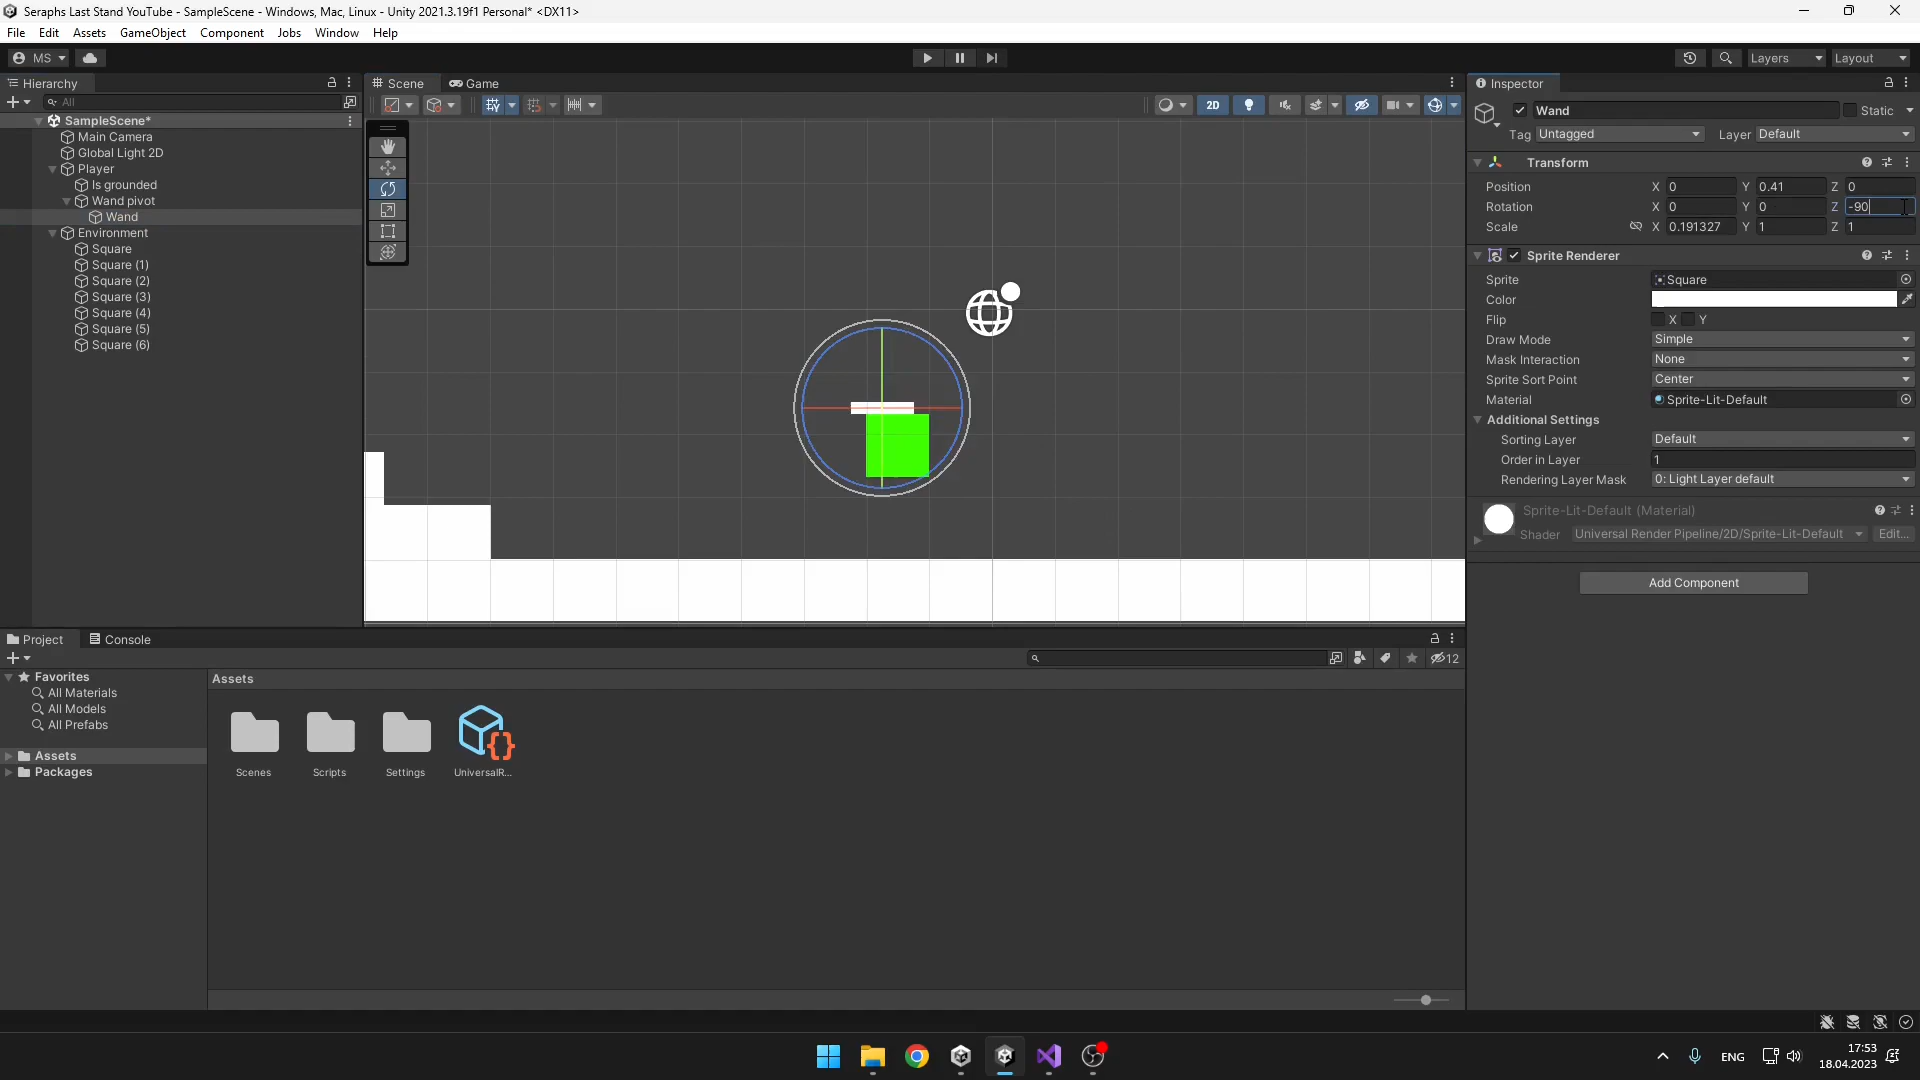 Seraphs Last Stand YouTube - SampleScene - Windows, Mac, Linux - Unity 2021.3.19f1 Personal* <DX11>
File Edit Assets GameObject Component Jobs Window Help
MS Layers Layout
Hierarchy Scene Game Inspector
All
2D
Wand Static
Tag Untagged Layer Default
SampleScene*
Main Camera
Global Light 2D
Player
Is grounded
Wand pivot
Wand
Environment
Square
Square (1)
Square (2)
Square (3)
Square (4)
Square (5)
Square (6)
Transform
Position X 0 Y 0.41 Z 0
Rotation X 0 Y 0 Z -90
Scale X 0.191327 Y 1 Z 1
Sprite Renderer
Sprite Square
Color
Flip X Y
Draw Mode Simple
Mask Interaction None
Sprite Sort Point Center
Material Sprite-Lit-Default
Additional Settings
Sorting Layer Default
Order in Layer 1
Rendering Layer Mask 0: Light Layer default
Sprite-Lit-Default (Material)
Shader Universal Render Pipeline/2D/Sprite-Lit-Default Edit...
Add Component
Project Console
12
Favorites
All Materials
All Models
All Prefabs
Assets
Packages
Assets
Scenes Scripts Settings UniversalR...
ENG
17:53
18.04.2023